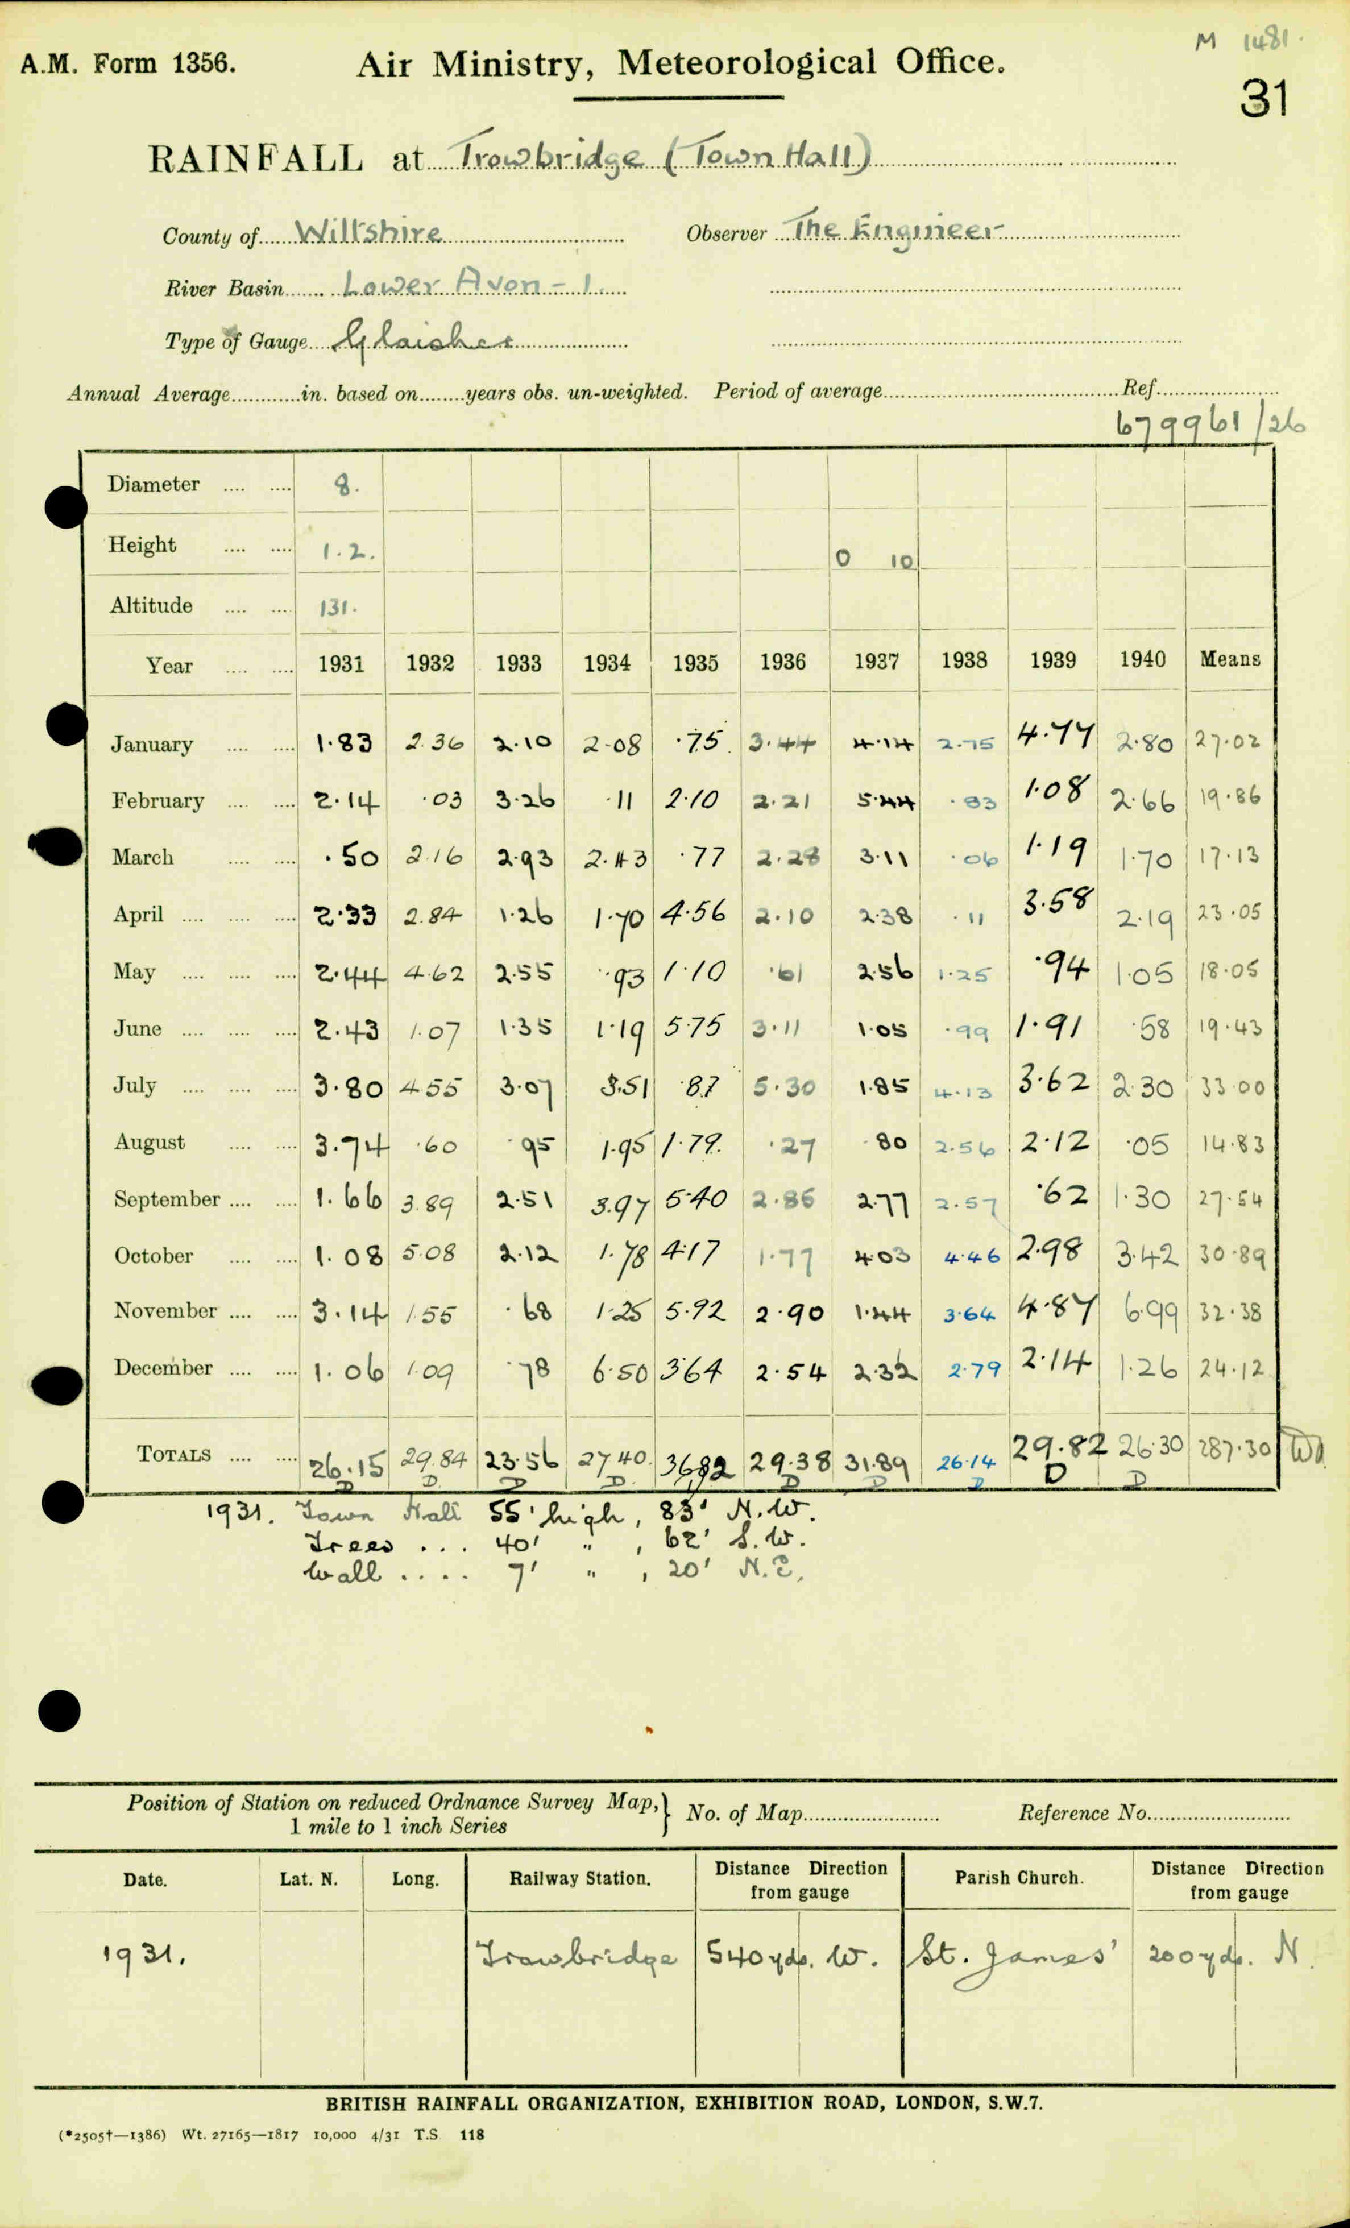 M 1481.
A.M. Form 1356. Air Ministry, Meteorological Office.
31
RAINFALL at Trowbridge (Town Hall)
County of Wiltshire Observer The Engineer
River Basin Lower Avon - 1.
Type of Gauge Glaisher
Annual Average............in. based on........years obs. un-weighted. Period of average.......... Ref..........
679961/26
Diameter .... .... 8.
Height .... .... 1.2. 0 10
Altitude .... .... 131.
Year .... .... 1931 1932 1933 1934 1935 1936 1937 1938 1939 1940 Means
January .... .... 1.83 2.36 2.10 2.08 .75 3.44 4.14 2.75 4.77 2.80 27.02
February .... .... 2.14 .03 3.26 .11 2.10 2.21 5.44 .83 1.08 2.66 19.86
March .... .... .50 2.16 2.93 2.43 .77 2.28 3.11 .06 1.19 1.70 17.13
April .... .... .... 2.33 2.84 1.26 1.70 4.56 2.10 2.38 .11 3.58 2.19 23.05
May .... .... .... 2.44 4.62 2.55 .93 1.10 .61 2.56 1.25 .94 1.05 18.05
June .... .... .... 2.43 1.07 1.35 1.19 5.75 3.11 1.05 .99 1.91 .58 19.43
July .... .... .... 3.80 4.55 3.07 3.51 .87 5.30 1.85 4.13 3.62 2.30 33.00
August .... .... 3.74 .60 .95 1.95 1.79. .27 .80 2.56 2.12 .05 14.83
September .... .... 1.66 3.89 2.51 3.97 5.40 2.86 2.77 2.57 .62 1.30 27.54
October .... .... 1.08 5.08 2.12 1.78 4.17 1.77 4.03 4.46 2.98 3.42 30.89
November .... .... 3.14 1.55 .68 1.25 5.92 2.90 1.44 3.64 4.87 6.99 32.38
December .... .... 1.06 1.09 .78 6.50 3.64 2.54 2.32 2.79 2.14 1.26 24.12
TOTALS .... .... 26.15 29.84 23.56 27.40 36.82 29.38 31.89 26.14 29.82 26.30 287.30
D D D D D D D D D
1931. Town Hall 55' high, 83' N.W.
Trees ... 40' " , 62' S.W.
Wall .... 7' " , 20' N.E.
Position of Station on reduced Ordnance Survey Map,} No. of Map.......... Reference No..........
1 mile to 1 inch Series
Date. Lat. N. Long. Railway Station. Distance Direction from gauge Parish Church. Distance Direction from gauge
1931. Trowbridge 540 yds. W. St. James' 200 yds. N.
BRITISH RAINFALL ORGANIZATION, EXHIBITION ROAD, LONDON, S.W.7.
(*2505†—1386) Wt. 27165—1817 10,000 4/31 T.S. 118